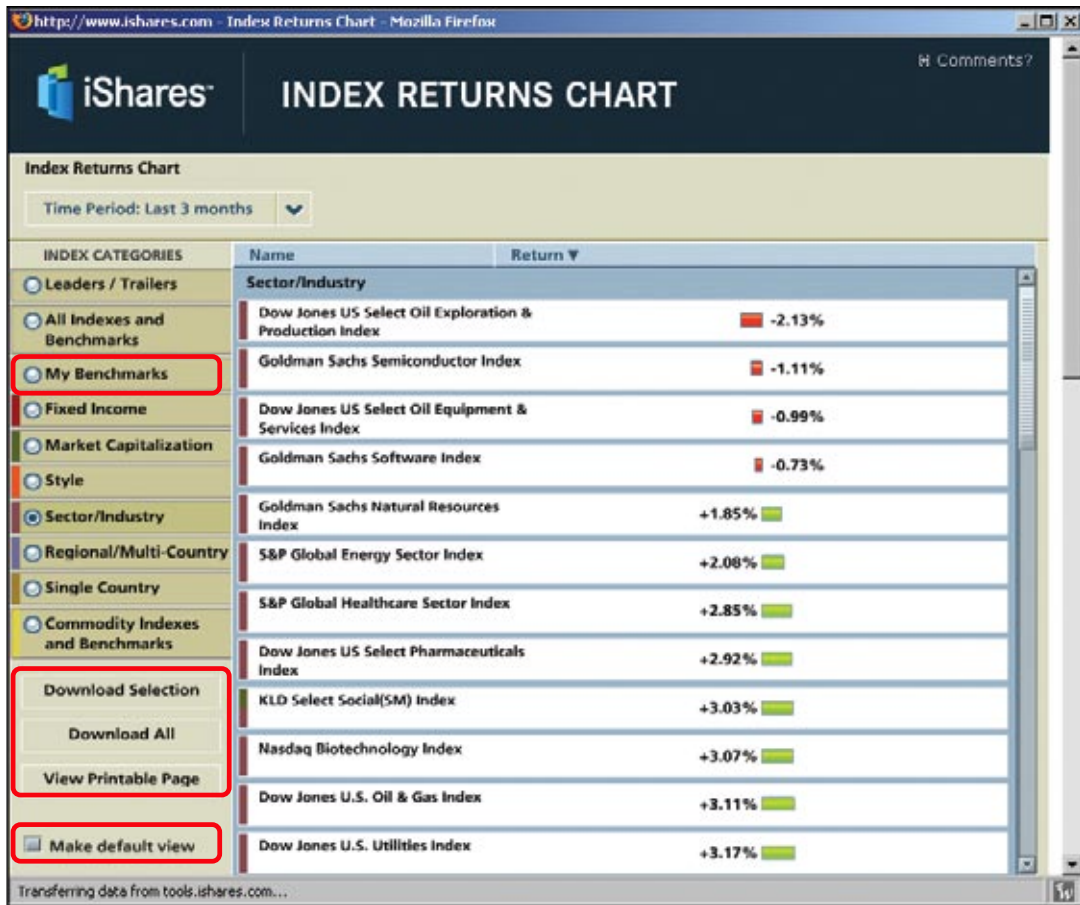 http://www.ishares.com - Index Returns Chart - Mozilla Firefox
Comments?
iShares
INDEX RETURNS CHART
Index Returns Chart
Time Period: Last 3 months
INDEX CATEGORIES
Name
Return ▼
Leaders / Trailers
All Indexes and
Benchmarks
My Benchmarks
Fixed Income
Market Capitalization
Style
Sector/Industry
Regional/Multi-Country
Single Country
Commodity Indexes
and Benchmarks
Download Selection
Download All
View Printable Page
Make default view
Sector/Industry
Dow Jones US Select Oil Exploration &
Production Index
-2.13%
Goldman Sachs Semiconductor Index
-1.11%
Dow Jones US Select Oil Equipment &
Services Index
-0.99%
Goldman Sachs Software Index
-0.73%
Goldman Sachs Natural Resources
Index
+1.85%
S&P Global Energy Sector Index
+2.08%
S&P Global Healthcare Sector Index
+2.85%
Dow Jones US Select Pharmaceuticals
Index
+2.92%
KLD Select Social(SM) Index
+3.03%
Nasdaq Biotechnology Index
+3.07%
Dow Jones U.S. Oil & Gas Index
+3.11%
Dow Jones U.S. Utilities Index
+3.17%
Transferring data from tools.ishares.com...